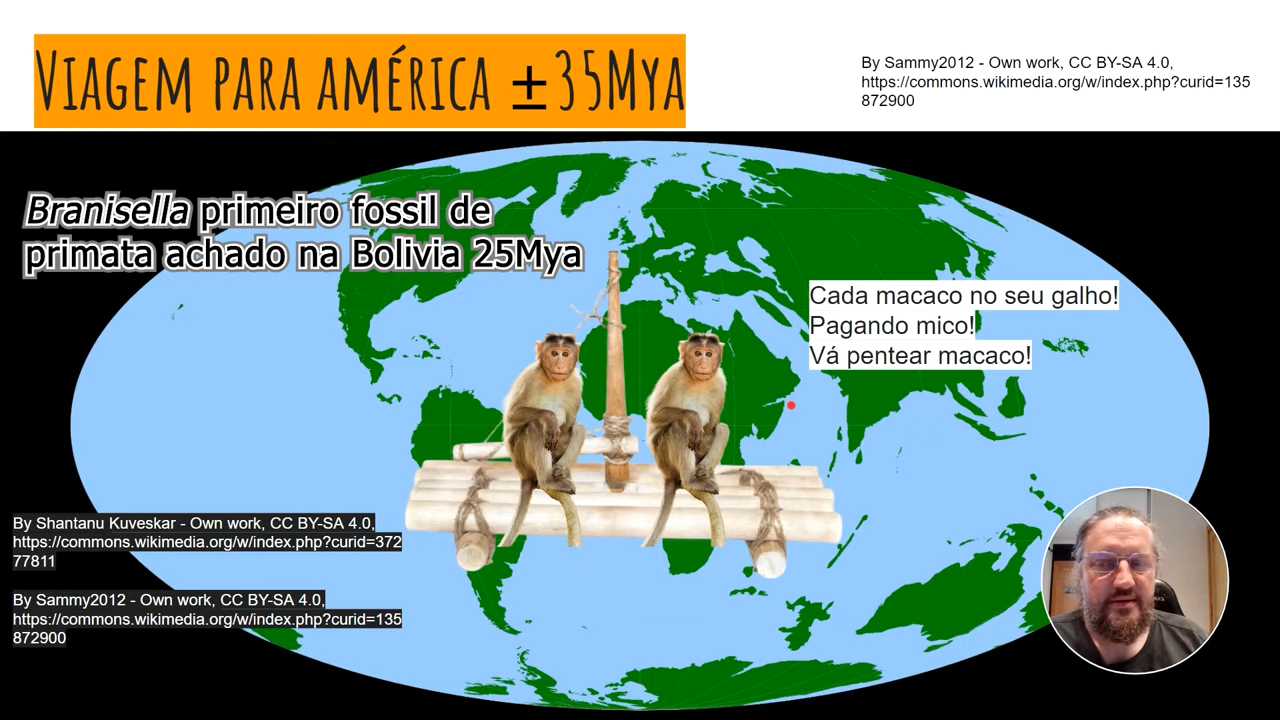 Viagem para américa ±35Mya
By Sammy2012 - Own work, CC BY-SA 4.0,
https://commons.wikimedia.org/w/index.php?curid=135
872900
Branisella primeiro fossil de
primata achado na Bolivia 25Mya
Cada macaco no seu galho!
Pagando mico!
Vá pentear macaco!
By Shantanu Kuveskar - Own work, CC BY-SA 4.0,
https://commons.wikimedia.org/w/index.php?curid=372
77811
By Sammy2012 - Own work, CC BY-SA 4.0,
https://commons.wikimedia.org/w/index.php?curid=135
872900